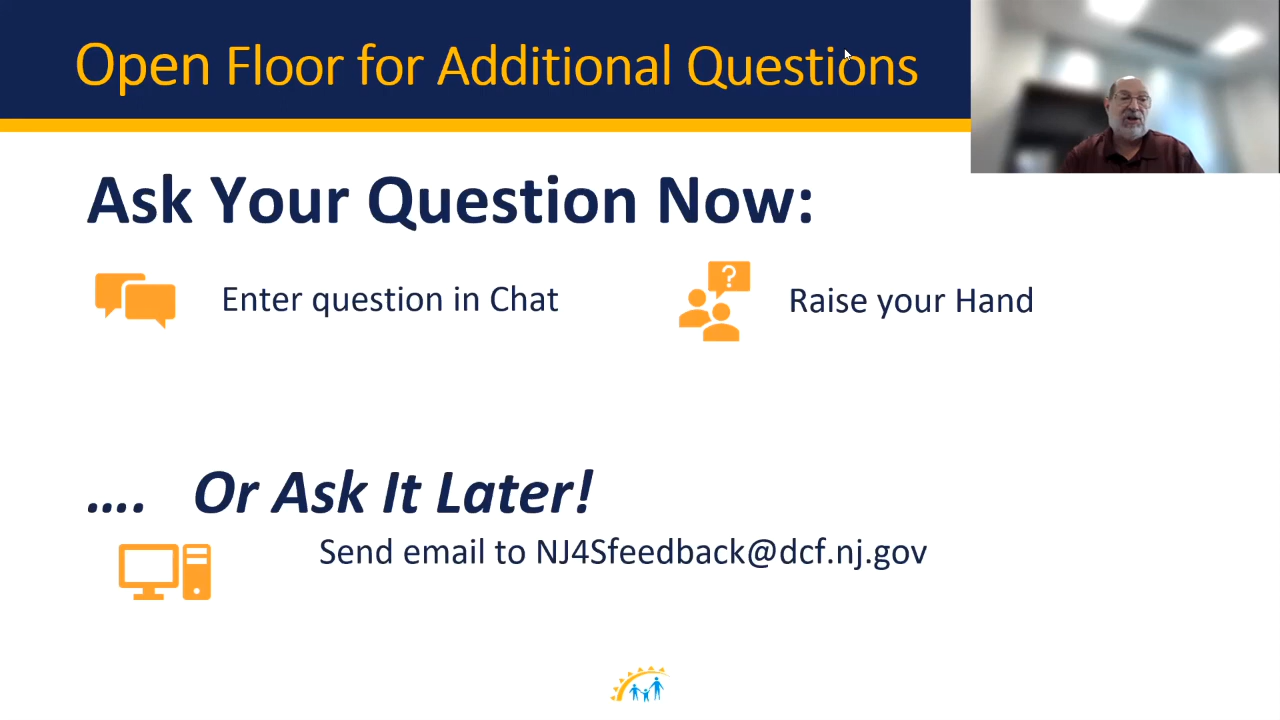 Open Floor for Additional Questions
Ask Your Question Now:
Enter question in Chat
?
Raise your Hand
.... Or Ask It Later!
Send email to NJ4Sfeedback@dcf.nj.gov